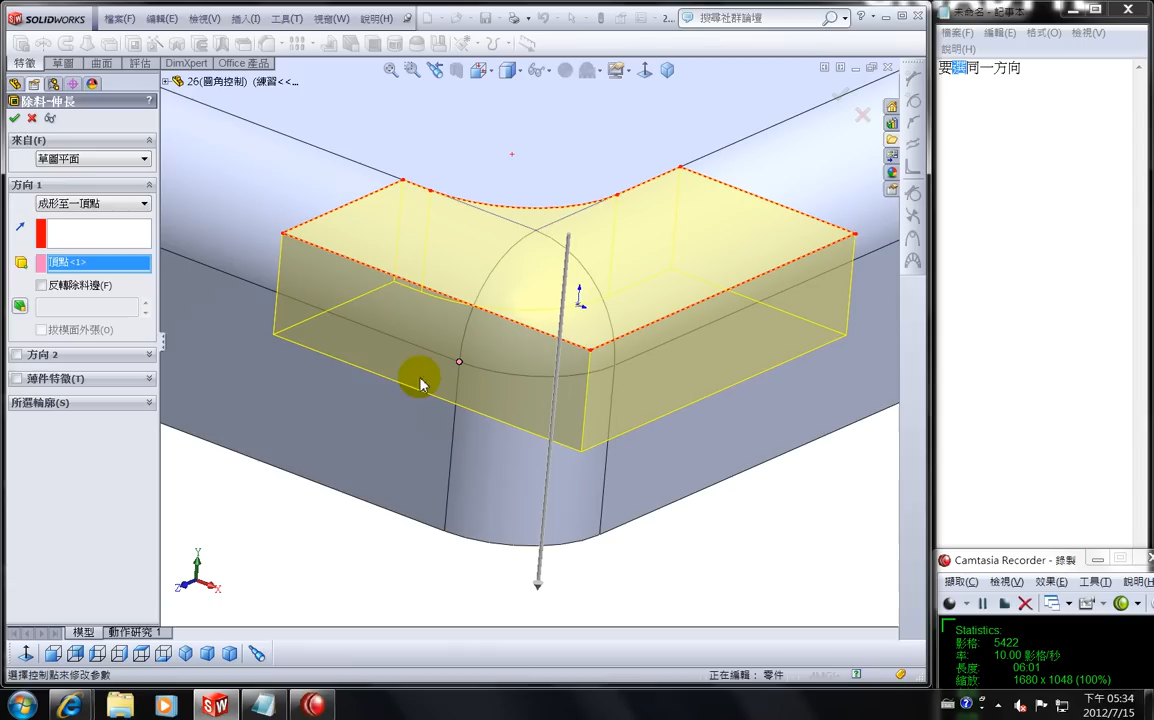 SOLIDWORKS 檔案(F) 編輯(E) 檢視(V) 插入(I) 工具(T) 視窗(W) 說明(H) 2... 搜尋社群論壇
特徵 草圖 曲面 評估 DimXpert Office 產品
26(圓角控制) (練習<<...
除料-伸長 ?
來自(F)
草圖平面
方向 1
成形至一頂點
頂點<1>
反轉除料邊(F)
拔模面外張(O)
方向 2
薄件特徵(T)
所選輪廓(S)
Y
Z X
模型 動作研究 1
選擇控制點來修改參數 正在編輯: 零件
未命名 - 記事本
檔案(F) 編輯(E) 格式(O) 檢視(V)
說明(H)
要選同一方向
Camtasia Recorder - 錄製
擷取(C) 檢視(V) 效果(E) 工具(T) 說明(H)
Statistics:
影格: 5422
率: 10.00 影格/秒
長度: 06:01
縮放: 1680 x 1048 (100%)
下午 05:34
2012/7/15